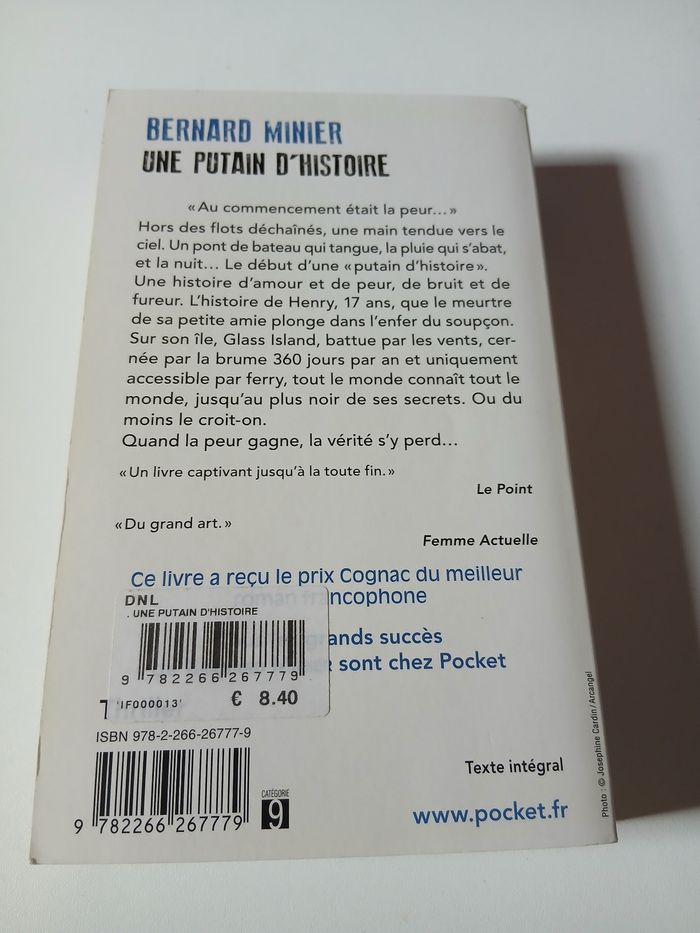 BERNARD MINIER
UNE PUTAIN D'HISTOIRE
« Au commencement était la peur… »
Hors des flots déchaînés, une main tendue vers le
ciel. Un pont de bateau qui tangue, la pluie qui s'abat,
et la nuit… Le début d'une « putain d'histoire ».
Une histoire d'amour et de peur, de bruit et de
fureur. L'histoire de Henry, 17 ans, que le meurtre
de sa petite amie plonge dans l'enfer du soupçon.
Sur son île, Glass Island, battue par les vents, cer-
née par la brume 360 jours par an et uniquement
accessible par ferry, tout le monde connaît tout le
monde, jusqu'au plus noir de ses secrets. Ou du
moins le croit-on.
Quand la peur gagne, la vérité s'y perd…
« Un livre captivant jusqu'à la toute fin. »
Le Point
« Du grand art. »
Femme Actuelle
Ce livre a reçu le prix Cognac du meilleur
roman francophone
grands succès
sont chez Pocket
DNL
. UNE PUTAIN D'HISTOIRE
9 782266 267779
'IF000013' € 8.40
ISBN 978-2-266-26777-9
9 782266 267779
CATÉGORIE
9
Texte intégral
www.pocket.fr
Photo : © Josephine Cardin / Arcangel